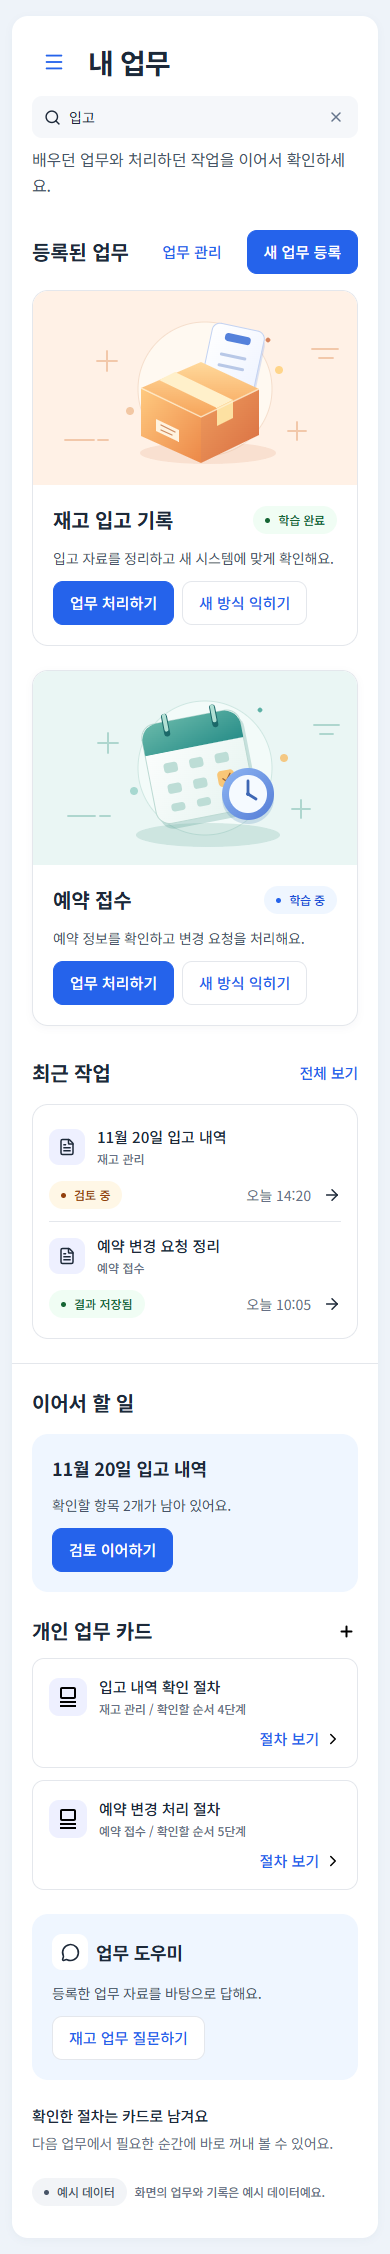 내 업무
입고
배우던 업무와 처리하던 작업을 이어서 확인하세
요.
등록된 업무
업무 관리
새 업무 등록
재고 입고 기록
학습 완료
입고 자료를 정리하고 새 시스템에 맞게 확인해요.
업무 처리하기
새 방식 익히기
예약 접수
학습 중
예약 정보를 확인하고 변경 요청을 처리해요.
업무 처리하기
새 방식 익히기
최근 작업
전체 보기
11월 20일 입고 내역
재고 관리
검토 중
오늘 14:20
예약 변경 요청 정리
예약 접수
결과 저장됨
오늘 10:05
이어서 할 일
11월 20일 입고 내역
확인할 항목 2개가 남아 있어요.
검토 이어하기
개인 업무 카드
입고 내역 확인 절차
재고 관리 / 확인할 순서 4단계
절차 보기
예약 변경 처리 절차
예약 접수 / 확인할 순서 5단계
절차 보기
업무 도우미
등록한 업무 자료를 바탕으로 답해요.
재고 업무 질문하기
확인한 절차는 카드로 남겨요
다음 업무에서 필요한 순간에 바로 꺼내 볼 수 있어요.
예시 데이터
화면의 업무와 기록은 예시 데이터예요.